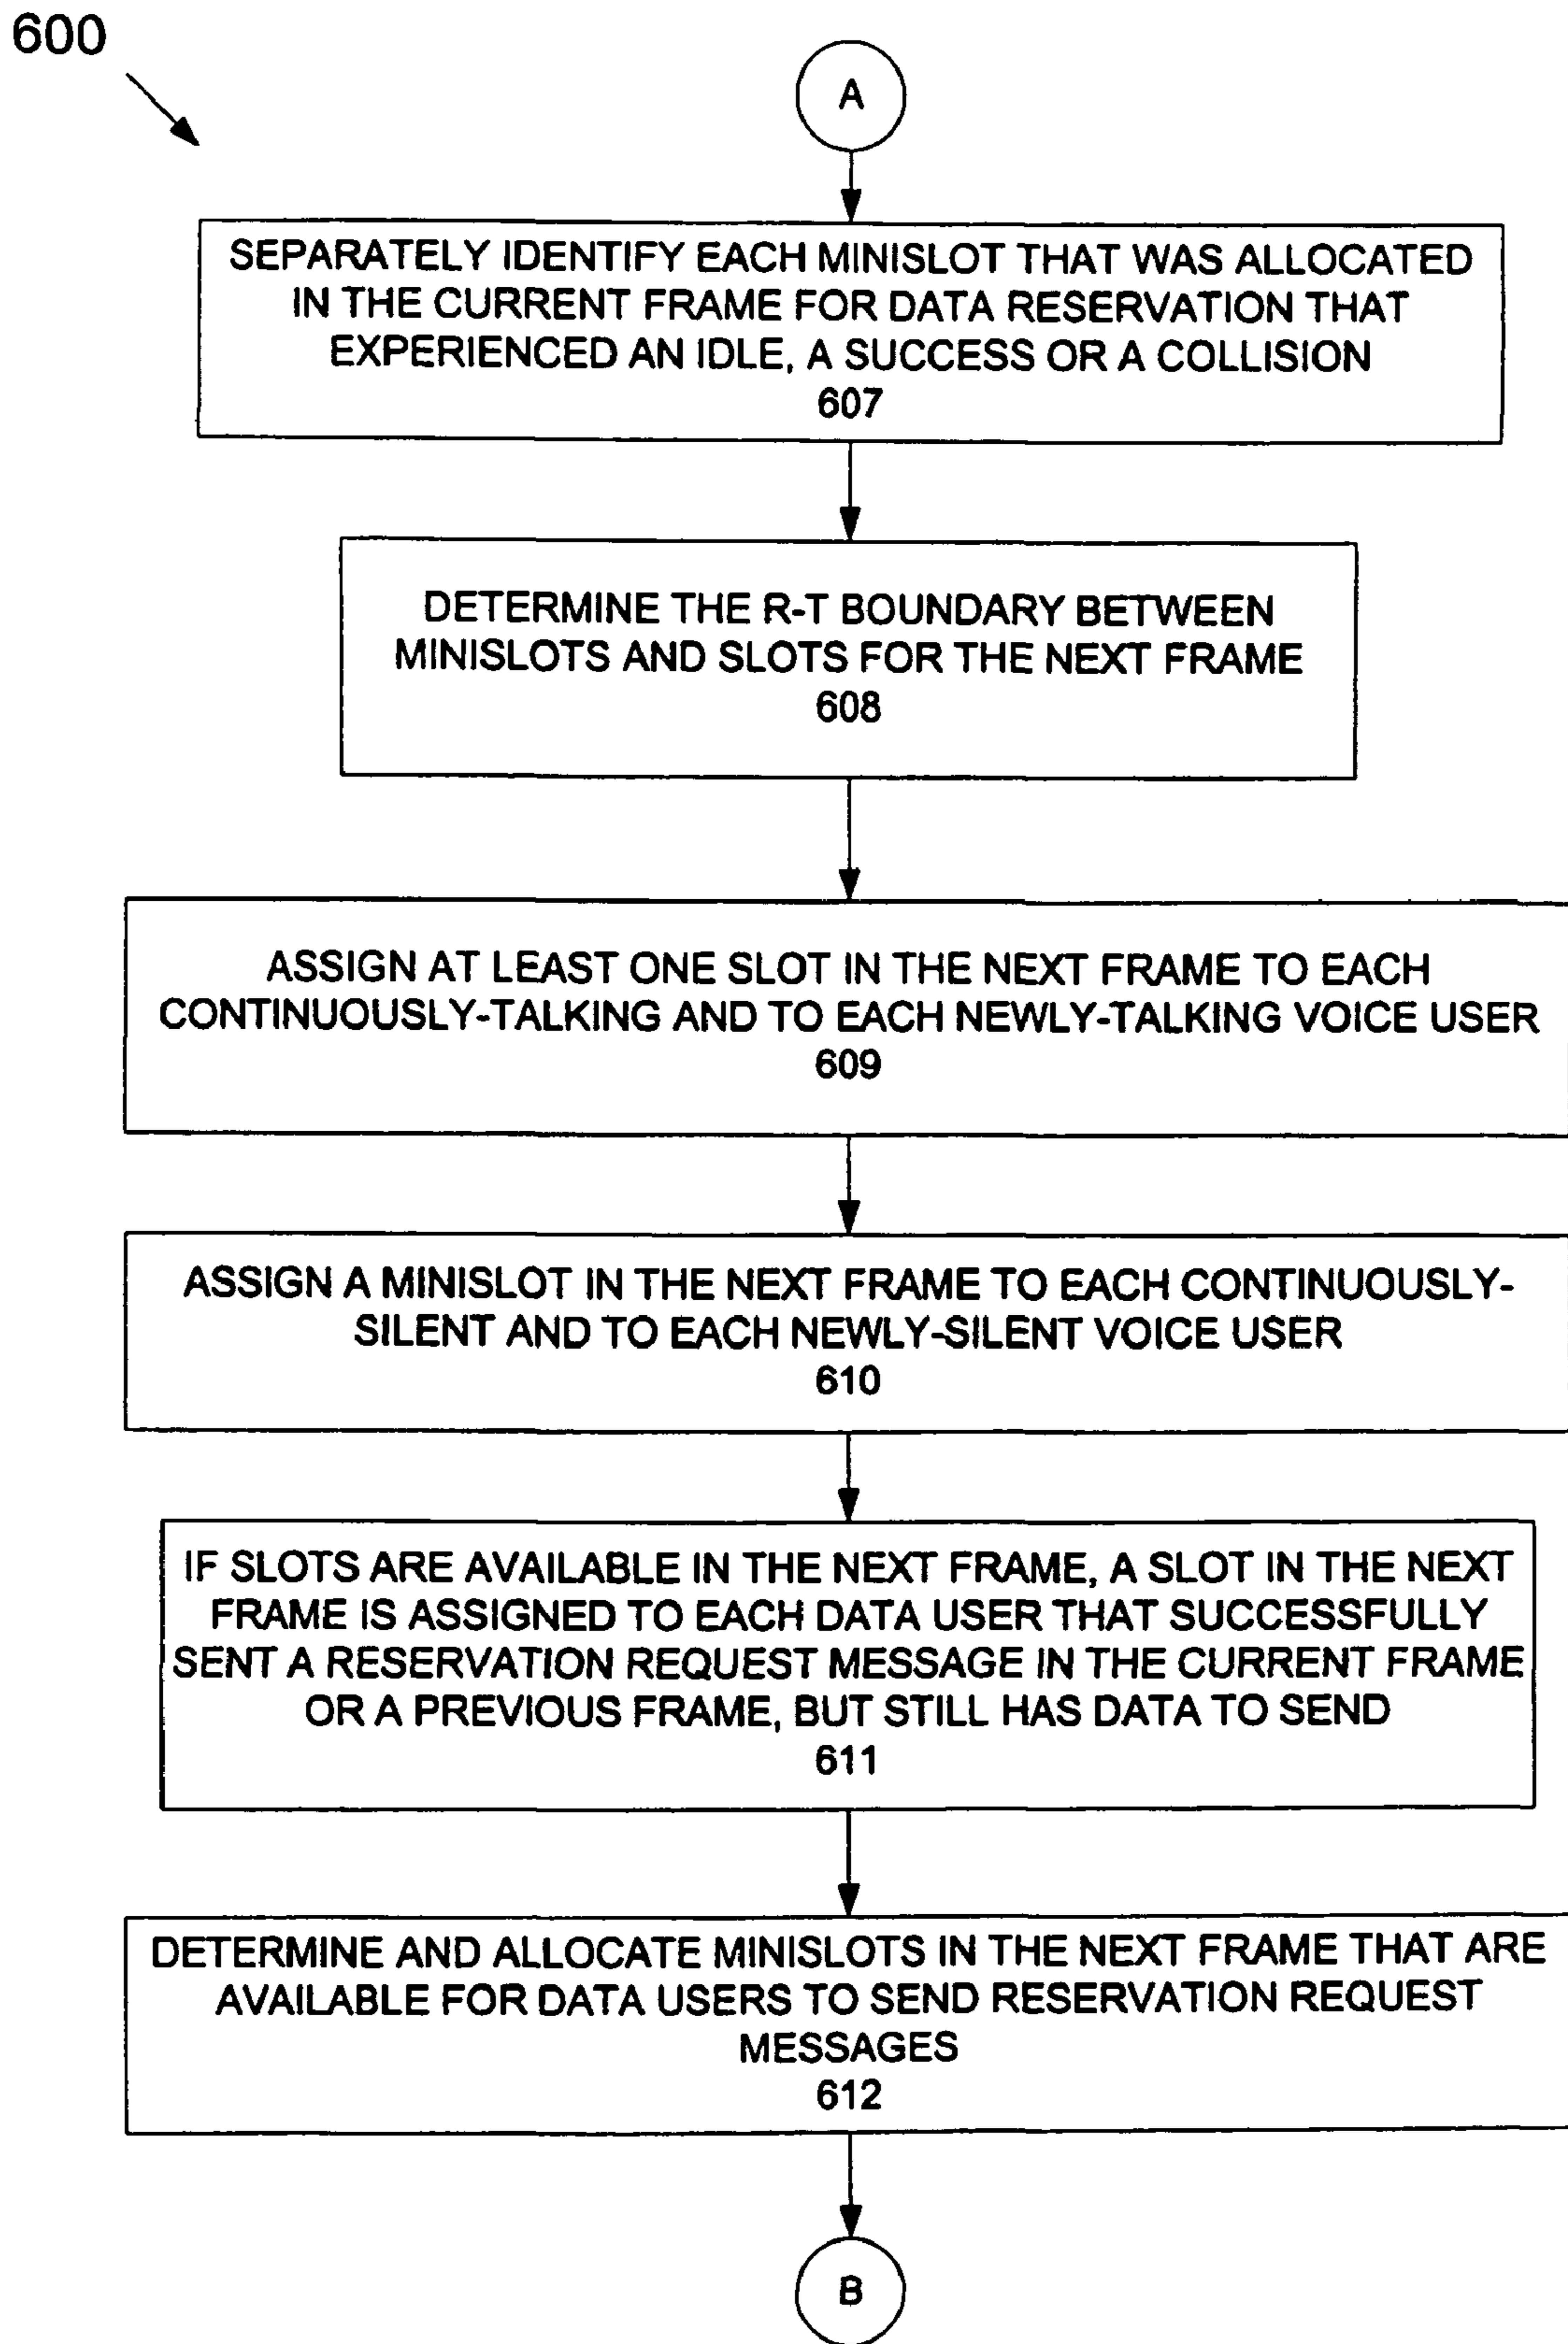 600
A
SEPARATELY IDENTIFY EACH MINISLOT THAT WAS ALLOCATED
IN THE CURRENT FRAME FOR DATA RESERVATION THAT
EXPERIENCED AN IDLE, A SUCCESS OR A COLLISION
607
DETERMINE THE R-T BOUNDARY BETWEEN
MINISLOTS AND SLOTS FOR THE NEXT FRAME
608
ASSIGN AT LEAST ONE SLOT IN THE NEXT FRAME TO EACH
CONTINUOUSLY-TALKING AND TO EACH NEWLY-TALKING VOICE USER
609
ASSIGN A MINISLOT IN THE NEXT FRAME TO EACH CONTINUOUSLY-
SILENT AND TO EACH NEWLY-SILENT VOICE USER
610
IF SLOTS ARE AVAILABLE IN THE NEXT FRAME, A SLOT IN THE NEXT
FRAME IS ASSIGNED TO EACH DATA USER THAT SUCCESSFULLY
SENT A RESERVATION REQUEST MESSAGE IN THE CURRENT FRAME
OR A PREVIOUS FRAME, BUT STILL HAS DATA TO SEND
611
DETERMINE AND ALLOCATE MINISLOTS IN THE NEXT FRAME THAT ARE
AVAILABLE FOR DATA USERS TO SEND RESERVATION REQUEST
MESSAGES
612
B